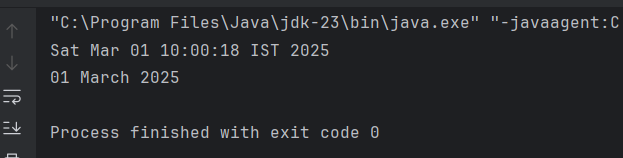 "C:\Program Files\Java\jdk-23\bin\java.exe" "-javaagent:C
Sat Mar 01 10:00:18 IST 2025
01 March 2025
Process finished with exit code 0